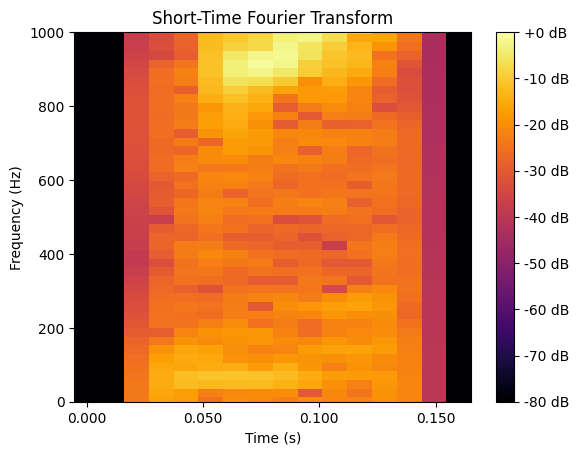 Short-Time Fourier Transform
1000
800
600
400
200
0
Frequency (Hz)
0.000
0.050
0.100
0.150
Time (s)
+0 dB
-10 dB
-20 dB
-30 dB
-40 dB
-50 dB
-60 dB
-70 dB
-80 dB